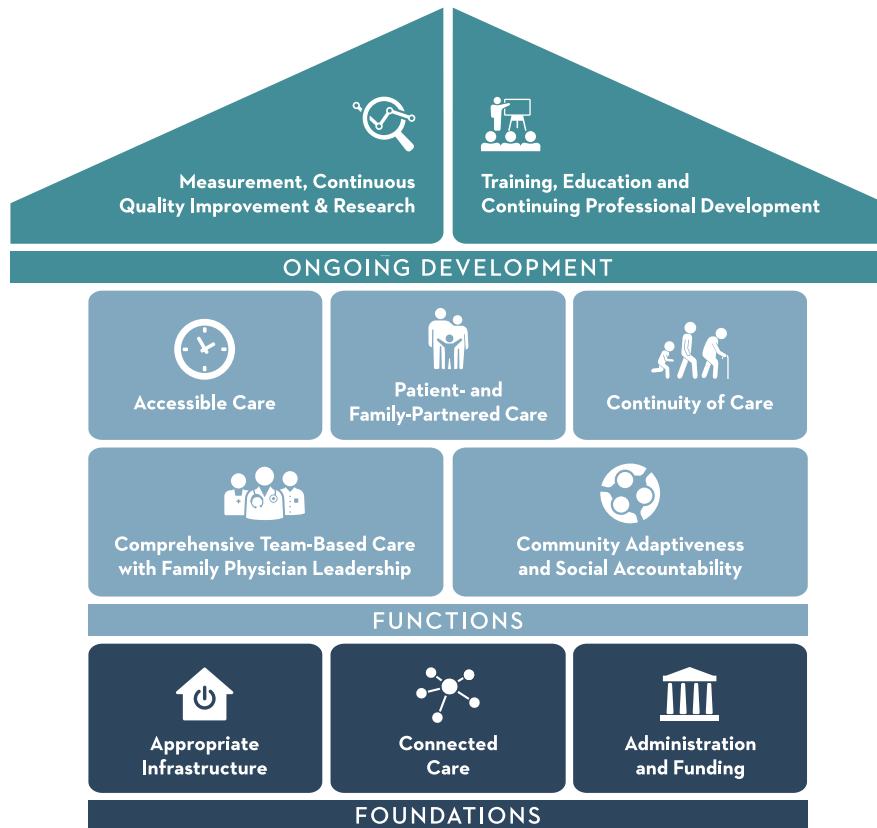 Measurement, Continuous
Quality Improvement & Research
Training, Education and
Continuing Professional Development
ONGOING DEVELOPMENT
Accessible Care
Patient- and
Family-Partnered Care
Continuity of Care
Comprehensive Team-Based Care
with Family Physician Leadership
Community Adaptiveness
and Social Accountability
FUNCTIONS
Appropriate
Infrastructure
Connected
Care
Administration
and Funding
FOUNDATIONS